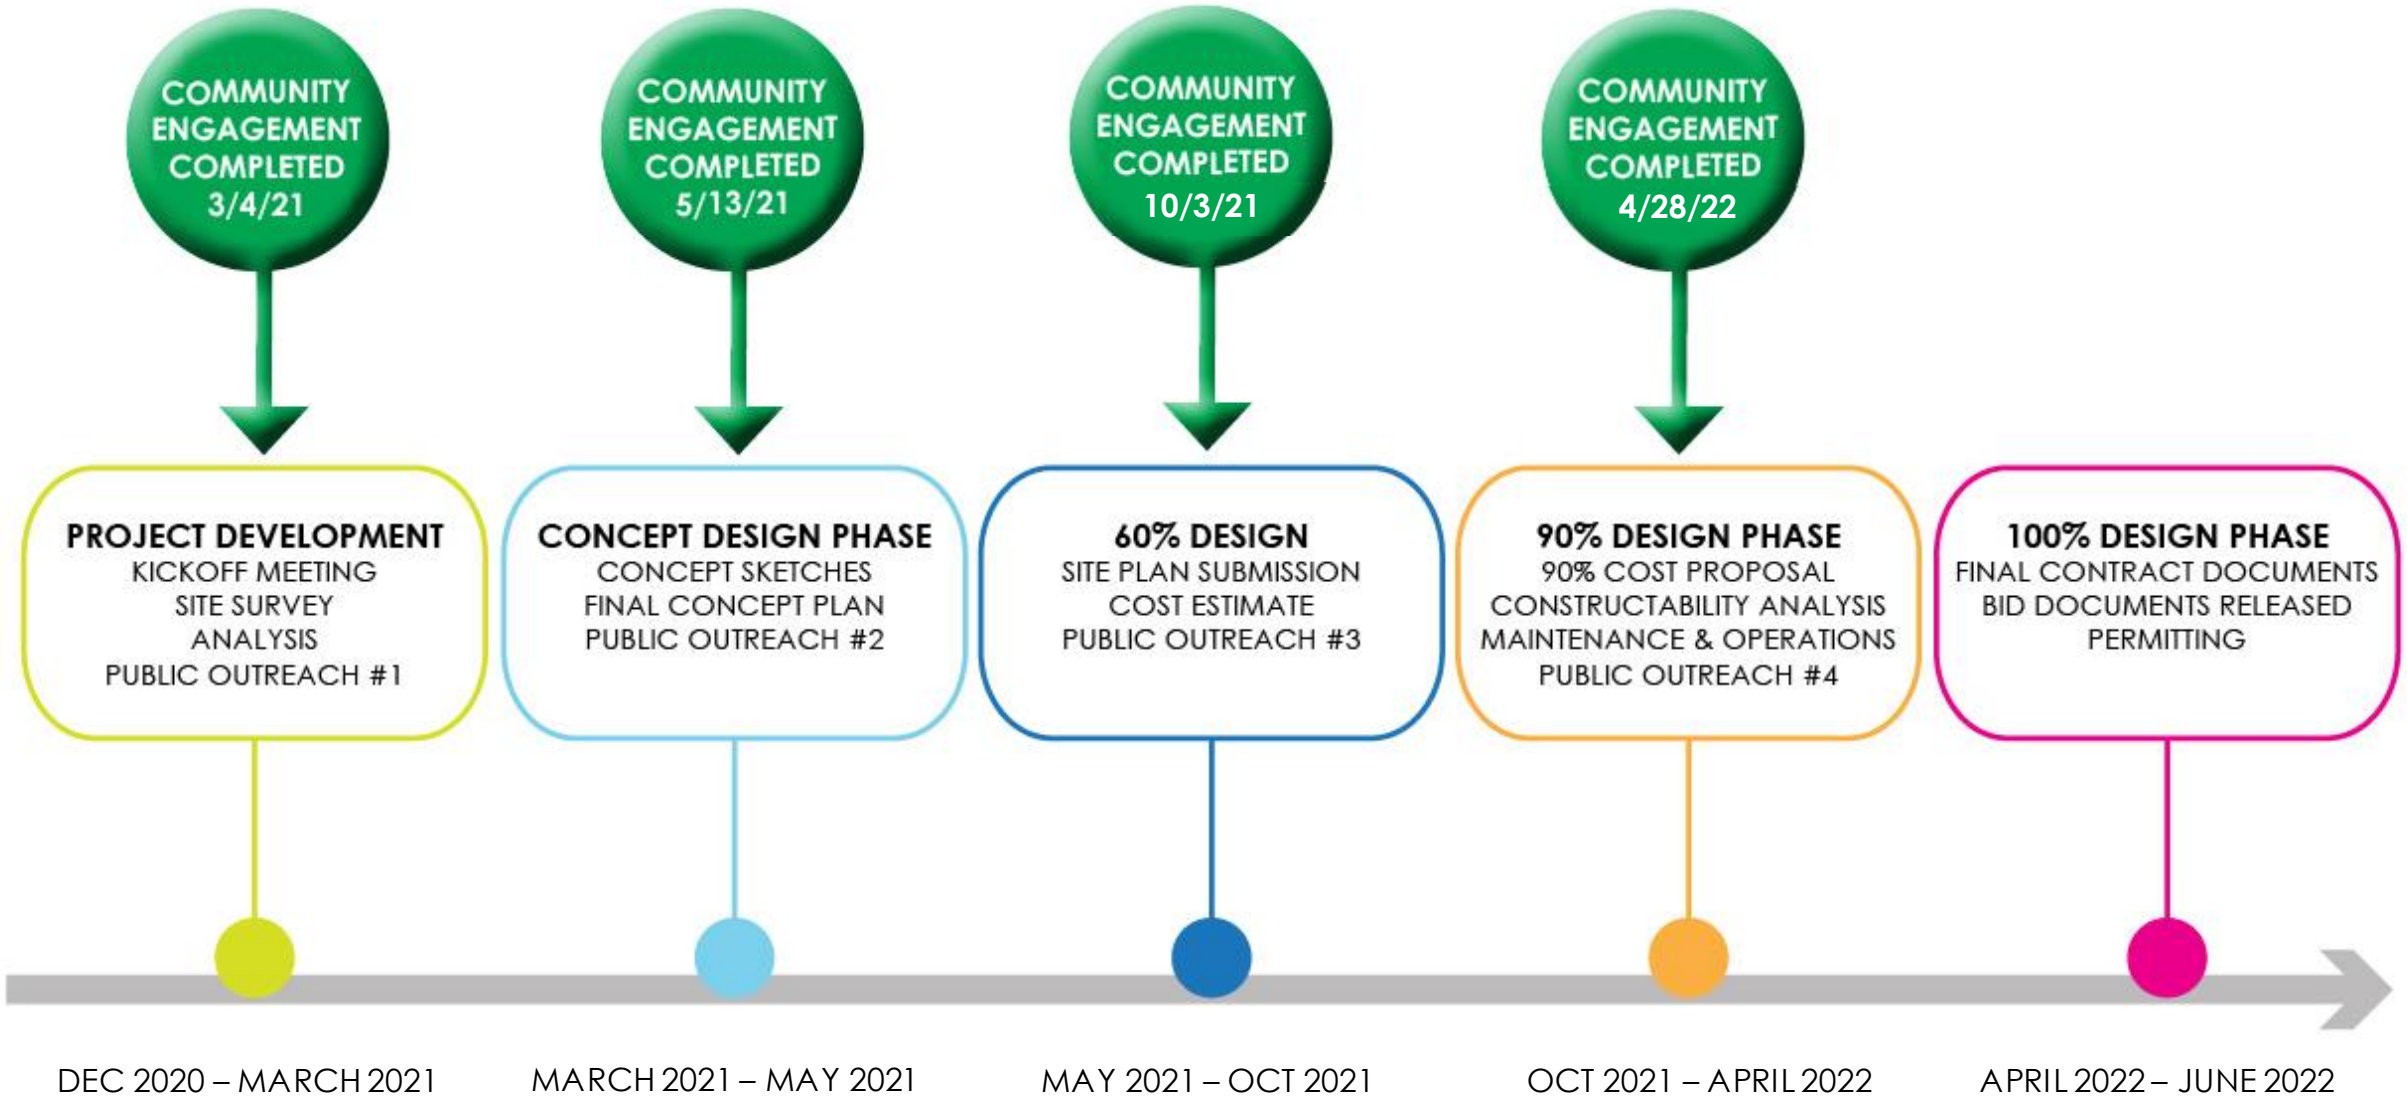 COMMUNITY
ENGAGEMENT
COMPLETED
3/4/21
COMMUNITY
ENGAGEMENT
COMPLETED
5/13/21
COMMUNITY
ENGAGEMENT
COMPLETED
10/3/21
COMMUNITY
ENGAGEMENT
COMPLETED
4/28/22
PROJECT DEVELOPMENT
KICKOFF MEETING
SITE SURVEY
ANALYSIS
PUBLIC OUTREACH #1
CONCEPT DESIGN PHASE
CONCEPT SKETCHES
FINAL CONCEPT PLAN
PUBLIC OUTREACH #2
60% DESIGN
SITE PLAN SUBMISSION
COST ESTIMATE
PUBLIC OUTREACH #3
90% DESIGN PHASE
90% COST PROPOSAL
CONSTRUCTABILITY ANALYSIS
MAINTENANCE & OPERATIONS
PUBLIC OUTREACH #4
100% DESIGN PHASE
FINAL CONTRACT DOCUMENTS
BID DOCUMENTS RELEASED
PERMITTING
DEC 2020 – MARCH 2021
MARCH 2021 – MAY 2021
MAY 2021 – OCT 2021
OCT 2021 – APRIL 2022
APRIL 2022 – JUNE 2022